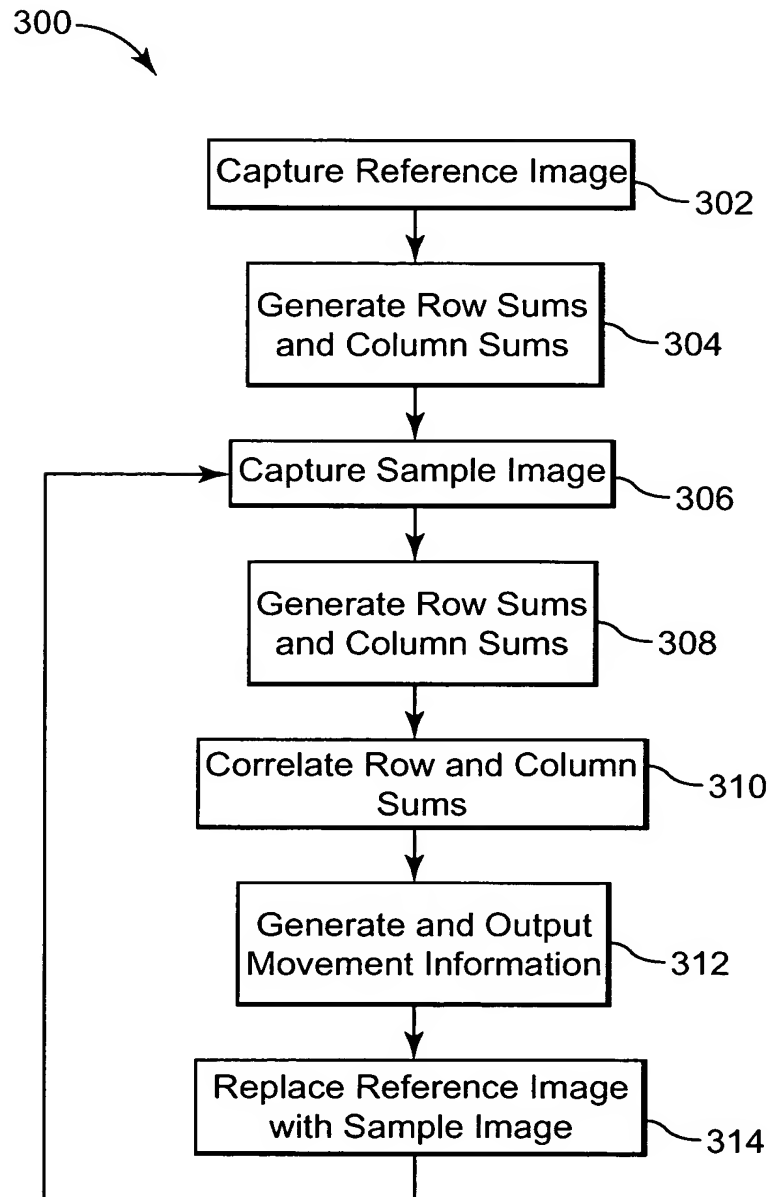 300
Capture Reference Image
302
Generate Row Sums
and Column Sums
304
Capture Sample Image
306
Generate Row Sums
and Column Sums
308
Correlate Row and Column
Sums
310
Generate and Output
Movement Information
312
Replace Reference Image
with Sample Image
314